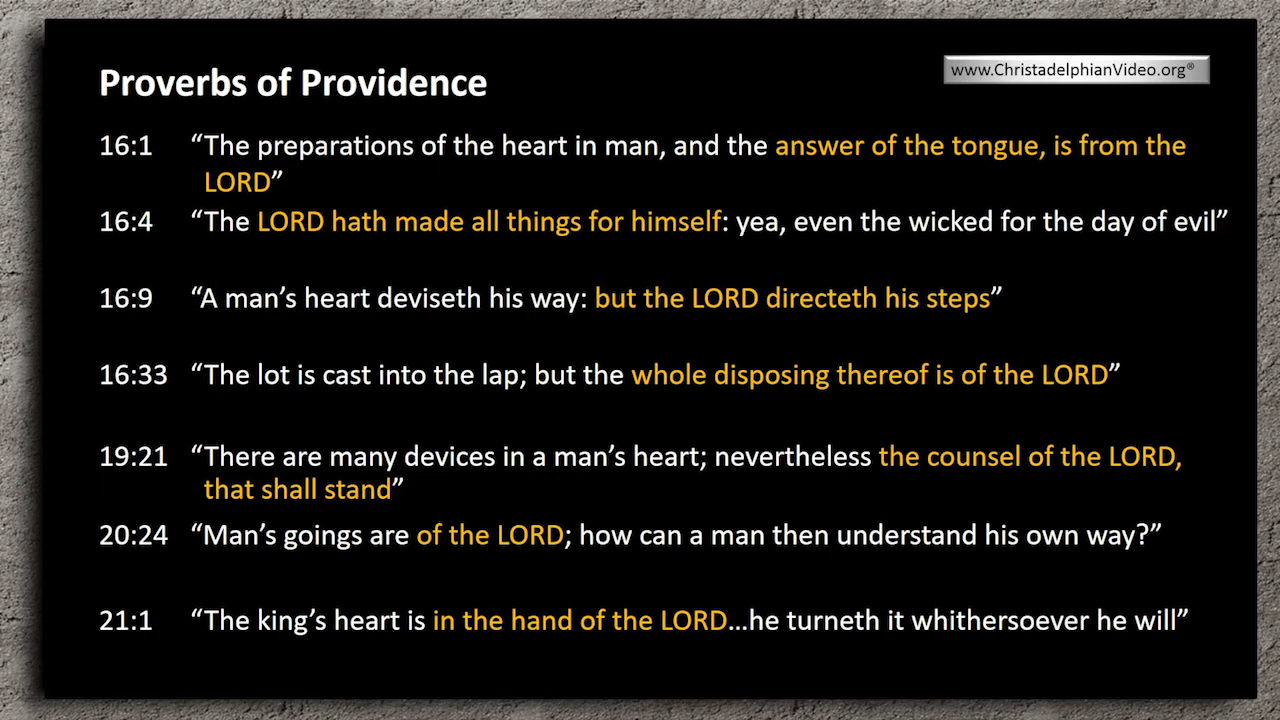 Proverbs of Providence
www.ChristadelphianVideo.org®
16:1 “The preparations of the heart in man, and the answer of the tongue, is from the
LORD”
16:4 “The LORD hath made all things for himself: yea, even the wicked for the day of evil”
16:9 “A man’s heart deviseth his way: but the LORD directeth his steps”
16:33 “The lot is cast into the lap; but the whole disposing thereof is of the LORD”
19:21 “There are many devices in a man’s heart; nevertheless the counsel of the LORD,
that shall stand”
20:24 “Man’s goings are of the LORD; how can a man then understand his own way?”
21:1 “The king’s heart is in the hand of the LORD…he turneth it whithersoever he will”